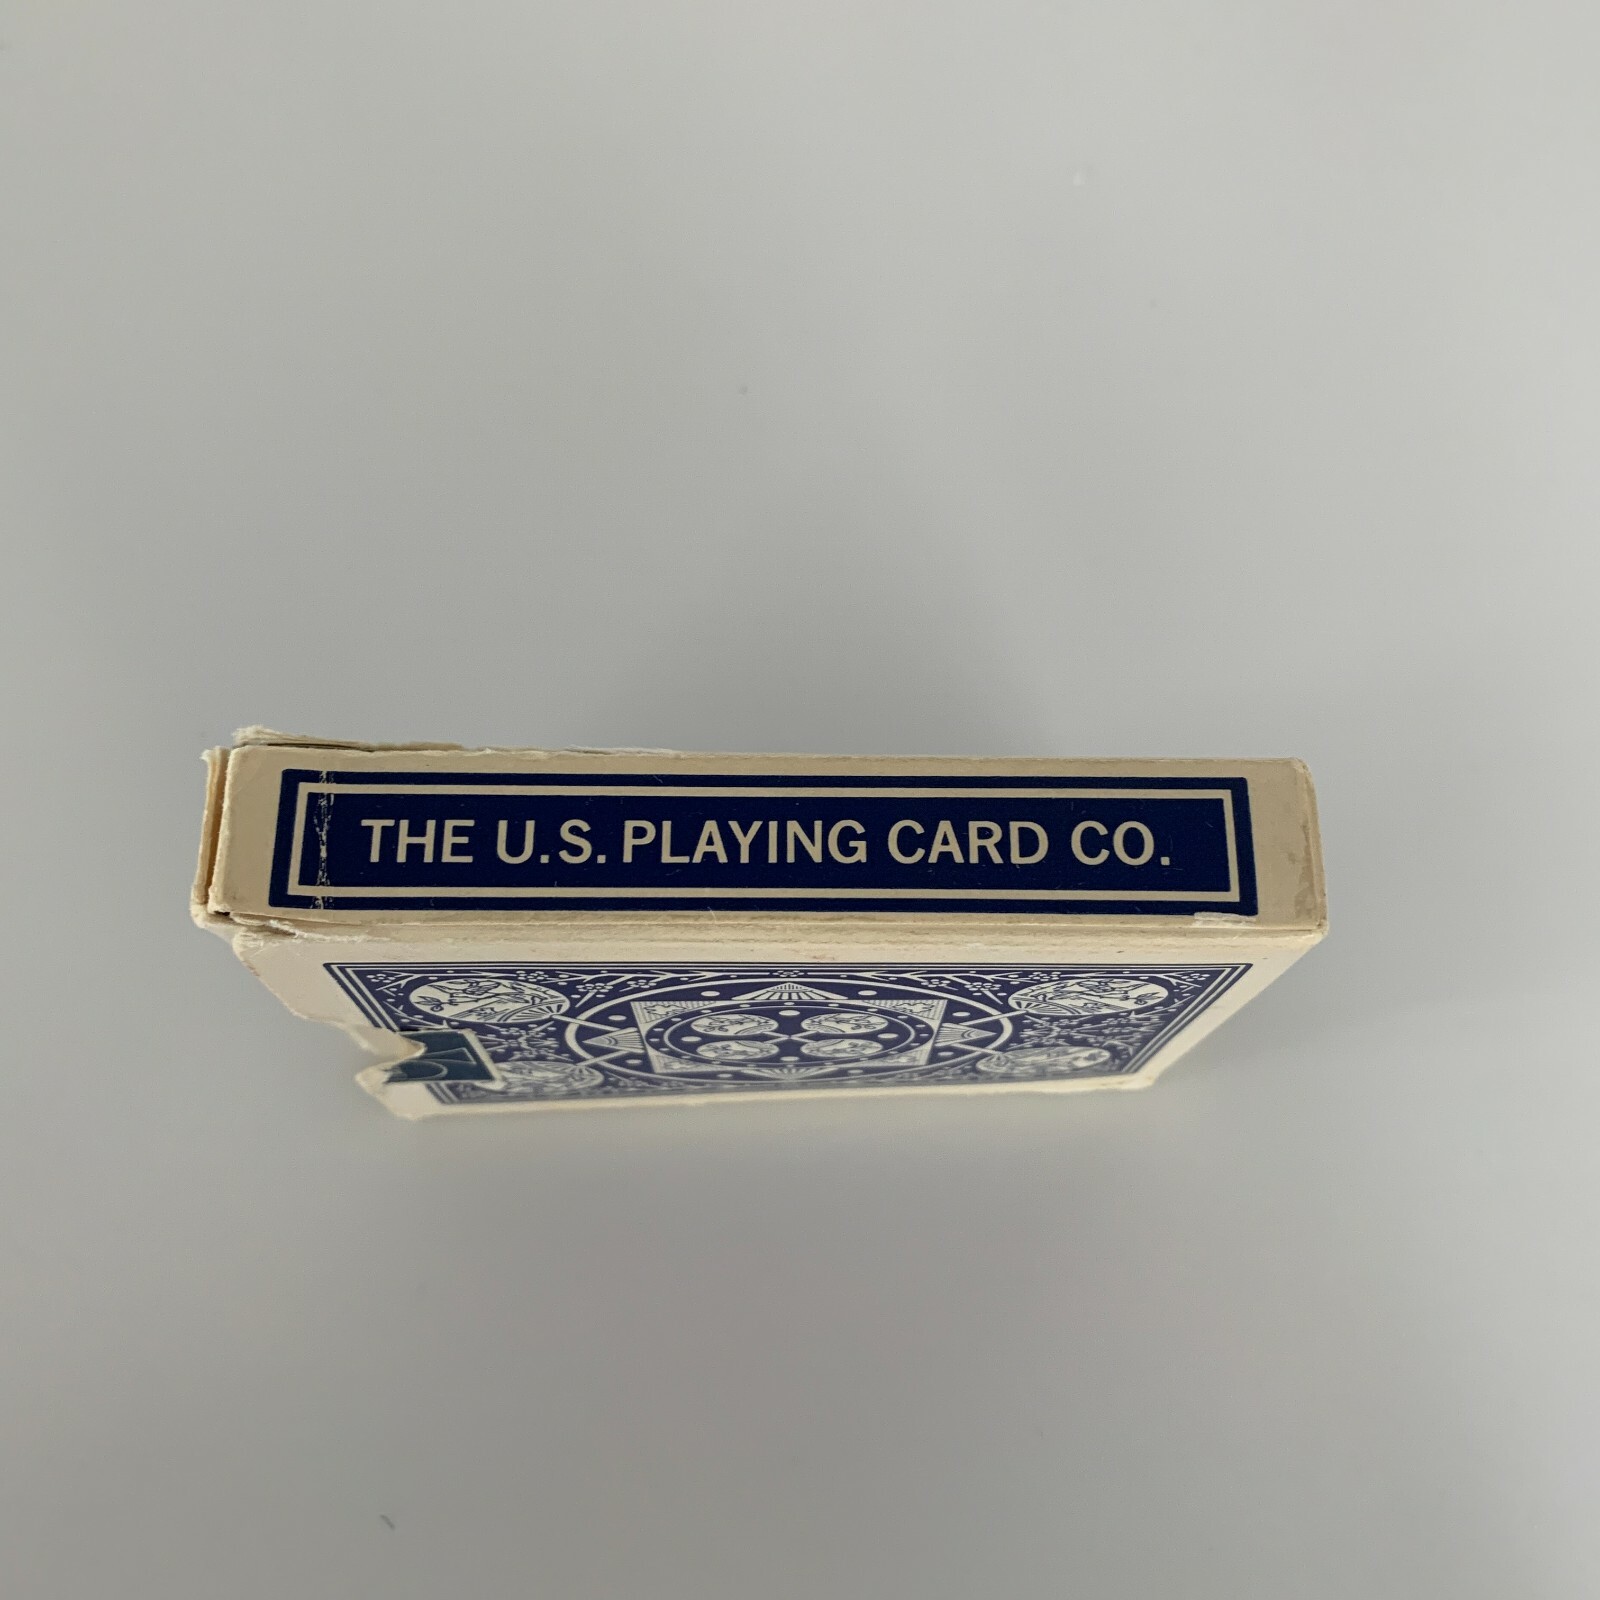 THE U.S. PLAYING CARD CO.